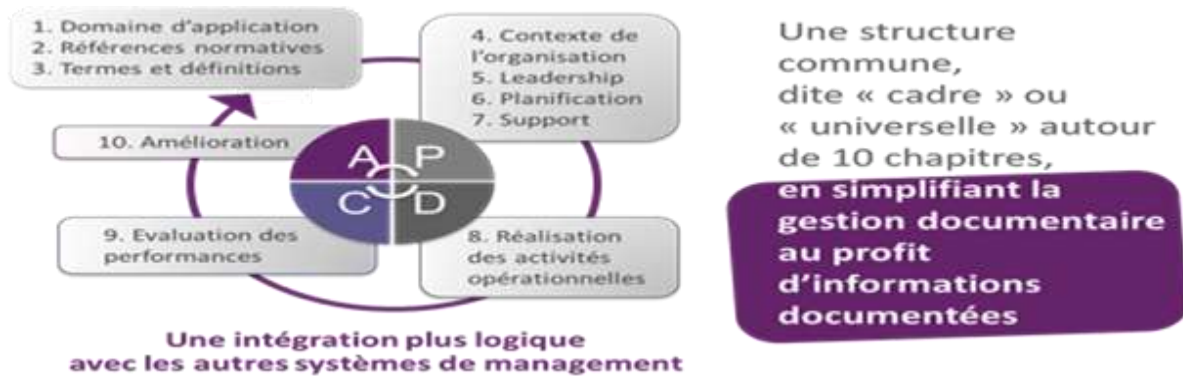 1. Domaine d'application
2. Références normatives
3. Termes et définitions
4. Contexte de
l'organisation
5. Leadership
6. Planification
7. Support
10. Amélioration
A P
C D
9. Evaluation des
performances
8. Réalisation
des activités
opérationnelles
Une intégration plus logique
avec les autres systèmes de management
Une structure
commune,
dite « cadre » ou
« universelle » autour
de 10 chapitres,
en simplifiant la
gestion documentaire
au profit
d'informations
documentées